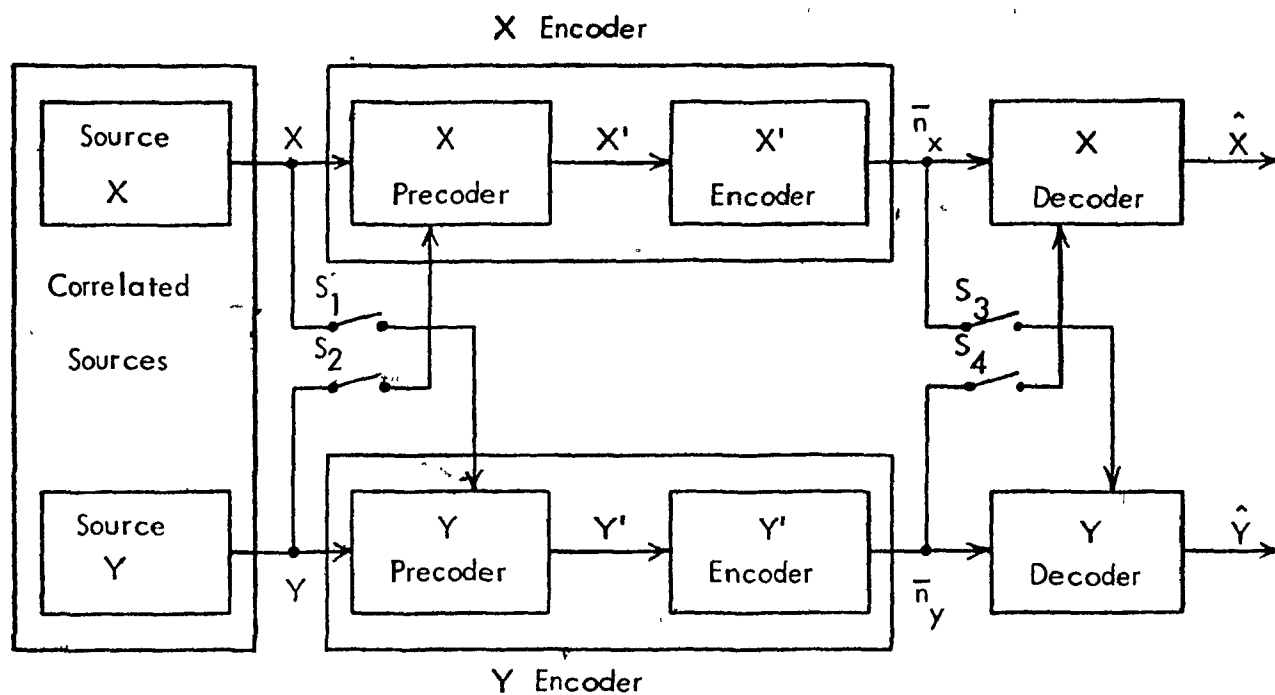 X Encoder
Source
X
X
X
Precoder
X'
X'
Encoder
n̅x
X
Decoder
X̂
Correlated
Sources
S1
S2
S3
S4
Source
Y
Y
Y
Precoder
Y'
Y'
Encoder
n̅y
Y
Decoder
Ŷ
Y Encoder